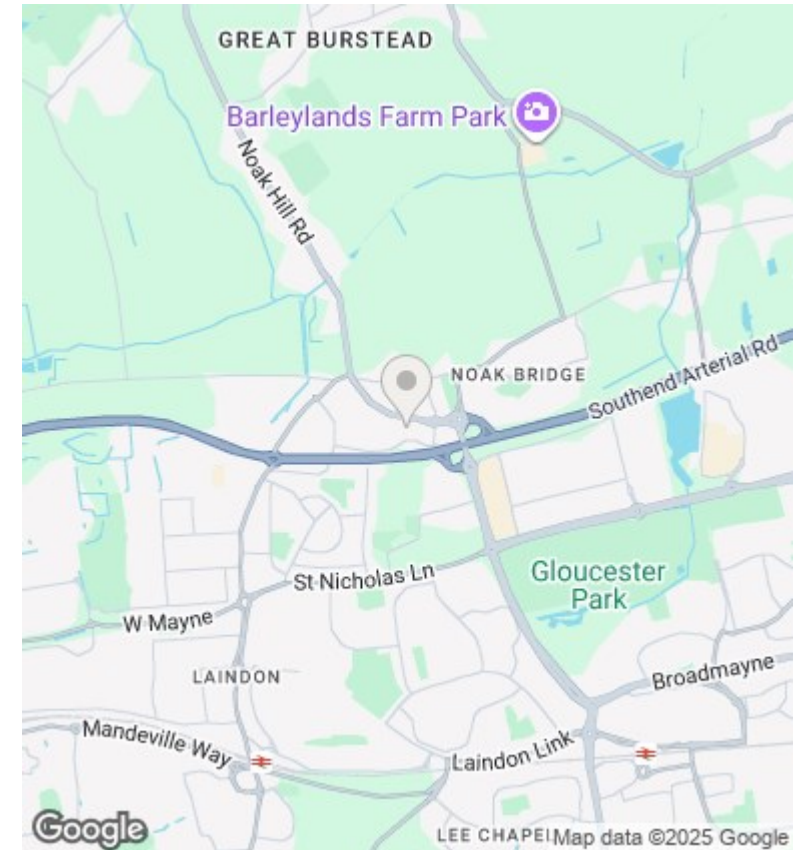 GREAT BURSTEAD
Barleylands Farm Park
Noak Hill Rd
NOAK BRIDGE
Southend Arterial Rd
St Nicholas Ln
Gloucester
Park
W Mayne
LAINDON
Broadmayne
Mandeville Way
Laindon Link
Google
LEE CHAPEL
Map data ©2025 Google